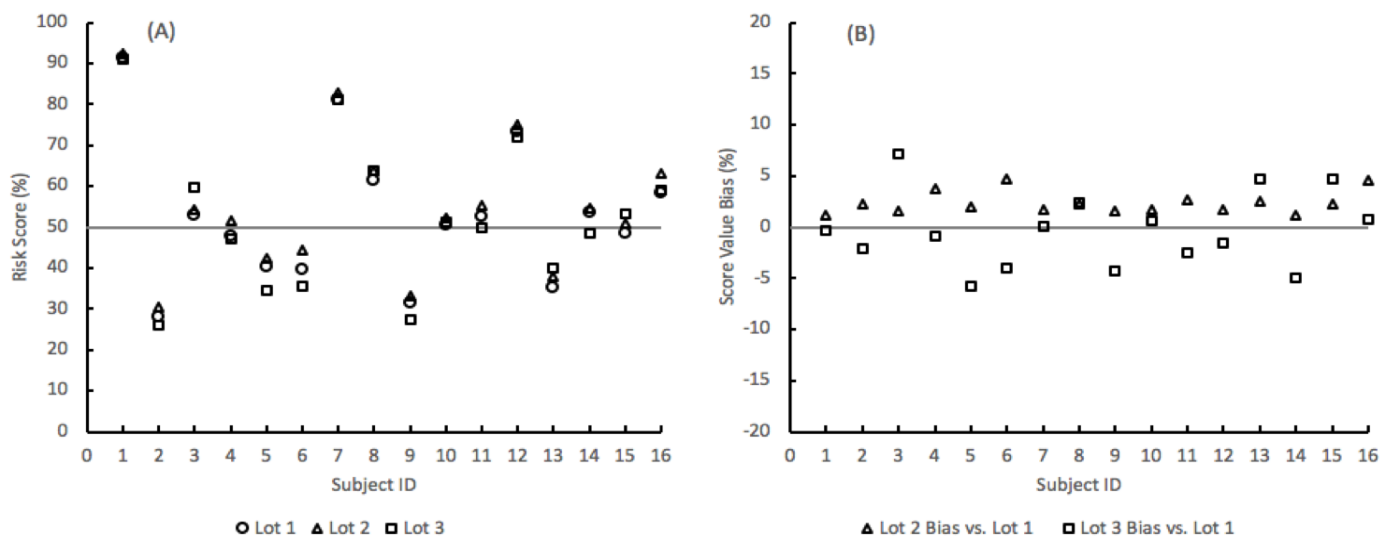 (A)
Risk Score (%)
100
90
80
70
60
50
40
30
20
10
0
0 1 2 3 4 5 6 7 8 9 10 11 12 13 14 15 16
Subject ID
Lot 1 Lot 2 Lot 3
(B)
Score Value Bias (%)
20
15
10
5
0
-5
-10
-15
-20
0 1 2 3 4 5 6 7 8 9 10 11 12 13 14 15 16
Subject ID
Lot 2 Bias vs. Lot 1 Lot 3 Bias vs. Lot 1